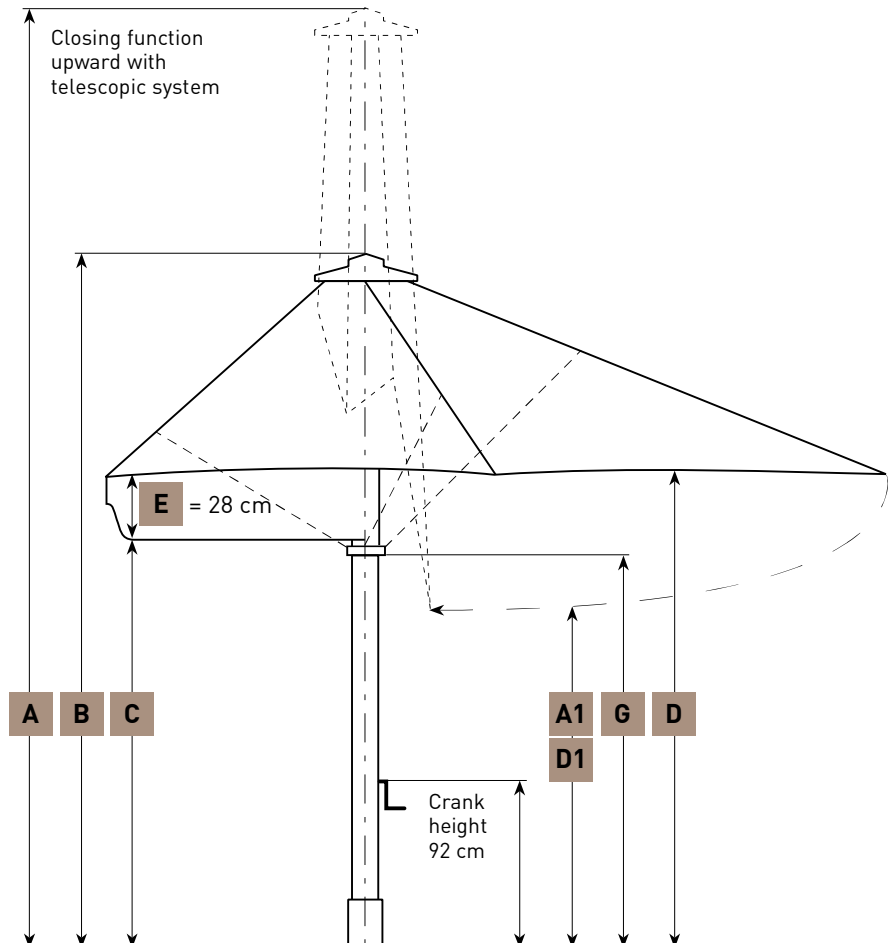 Closing function
upward with
telescopic system
E = 28 cm
A B C A1 G D
D1
Crank
height
92 cm